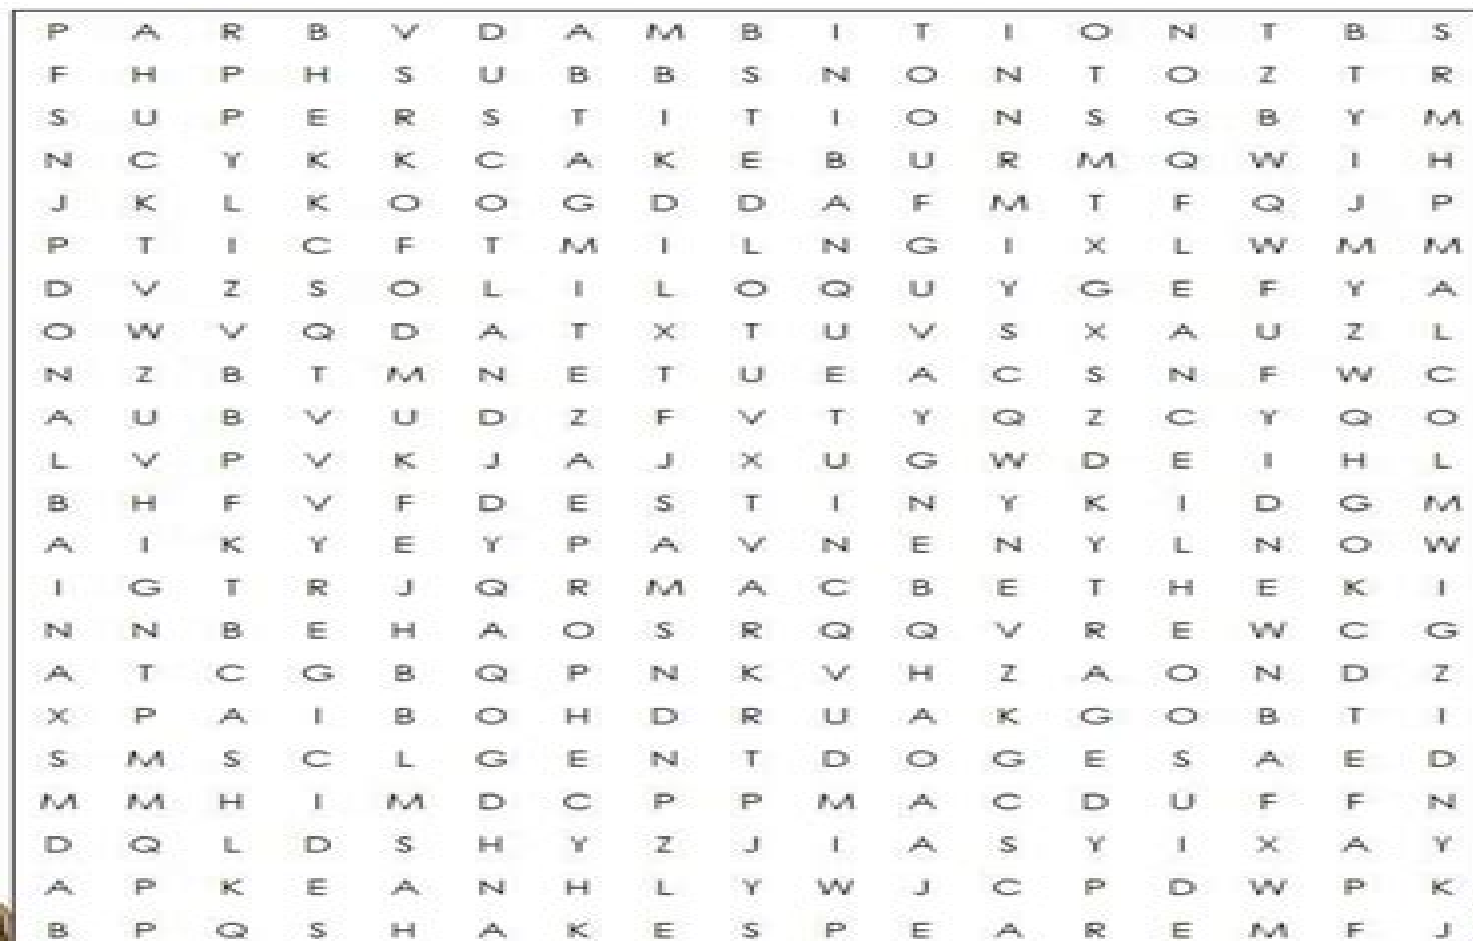 P A R B V D A M B I T I O N T B S
F H P H S U B B S N O N T O Z T R
S U P E R S T I T I O N S G B Y M
N C Y K K C A K E B U R M Q W I H
J K L K O O G D D A F M T F Q J P
P T I C F T M I L N G I X L W M M
D V Z S O L I L O Q U Y G E F Y A
O W V Q D A T X T U V S X A U Z L
N Z B T M N E T U E A C S N F W C
A U B V U D Z F V T Y Q Z C Y Q O
L V P V K J A J X U G W D E I H L
B H F V F D E S T I N Y K I D G M
A I K Y E Y P A V N E N Y L N O W
I G T R J Q R M A C B E T H E K I
N N B E H A O S R Q Q V R E W C G
A T C G B Q P N K V H Z A O N D Z
X P A I B O H D R U A K G O B T I
S M S C L G E N T D O G E S A E D
M M H I M D C P P M A C D U F F N
D Q L D S H Y Z J I A S Y I X A Y
A P K E A N H L Y W J C P D W P K
B P Q S H A K E S P E A R E M F J